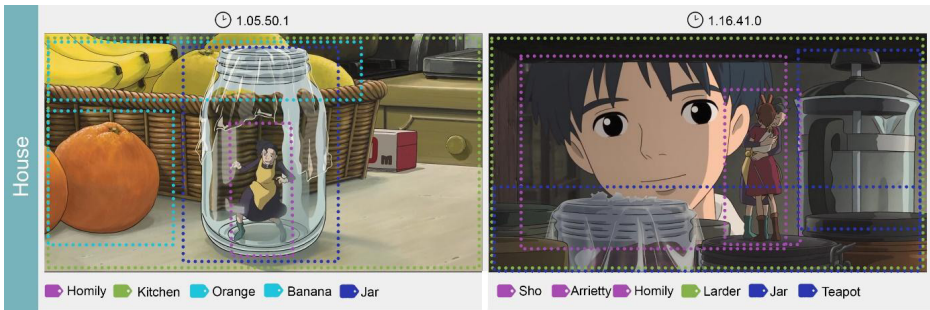 1.05.50.1
1.16.41.0
House
M
Homily Kitchen Orange Banana Jar
Sho Arrietty Homily Larder Jar Teapot